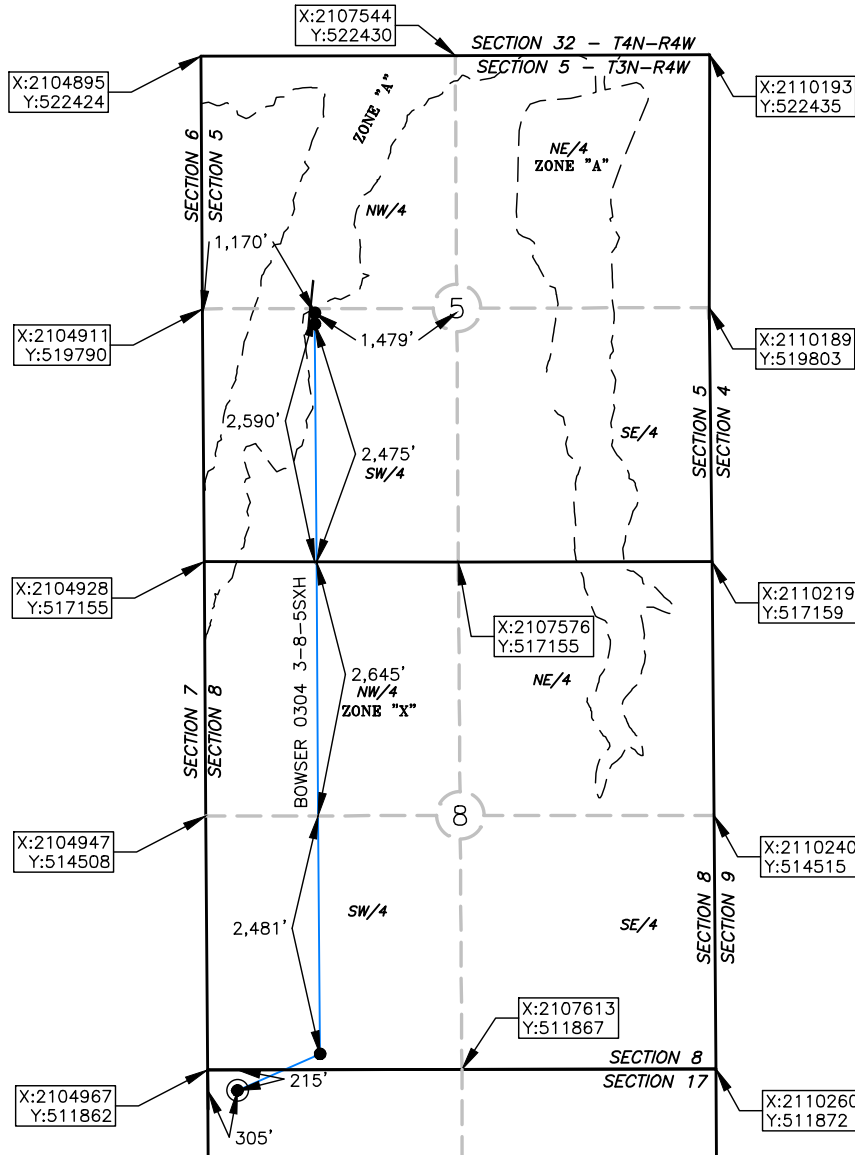 X:2107544
Y:522430
SECTION 32 - T4N-R4W
SECTION 5 - T3N-R4W
X:2104895
Y:522424
X:2110193
Y:522435
ZONE "A"
NE/4
ZONE "A"
SECTION 6
SECTION 5
NW/4
1,170'
5
X:2104911
Y:519790
1,479'
X:2110189
Y:519803
SECTION 5
SECTION 4
2,590'
2,475'
SW/4
SE/4
X:2104928
Y:517155
X:2110219
Y:517159
X:2107576
Y:517155
BOWSER 0304 3-8-5SXH
2,645'
NW/4
ZONE "X"
NE/4
SECTION 7
SECTION 8
8
X:2104947
Y:514508
X:2110240
Y:514515
SECTION 8
SECTION 9
SW/4
2,481'
SE/4
X:2107613
Y:511867
SECTION 8
SECTION 17
X:2104967
Y:511862
215'
X:2110260
Y:511872
305'